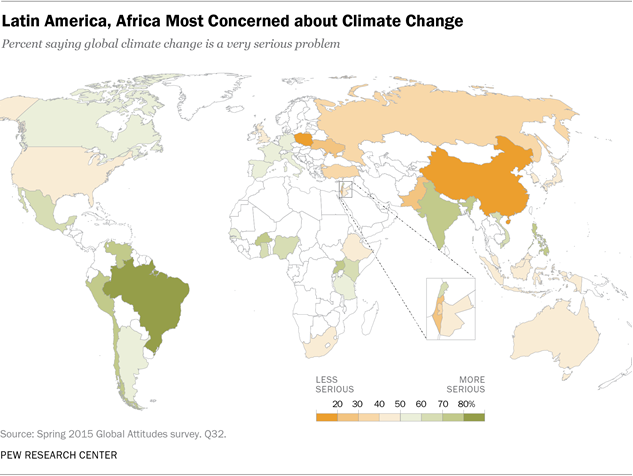 Latin America, Africa Most Concerned about Climate Change
Percent saying global climate change is a very serious problem
LESS SERIOUS
MORE SERIOUS
20 30 40 50 60 70 80%
Source: Spring 2015 Global Attitudes survey, Q32.
PEW RESEARCH CENTER